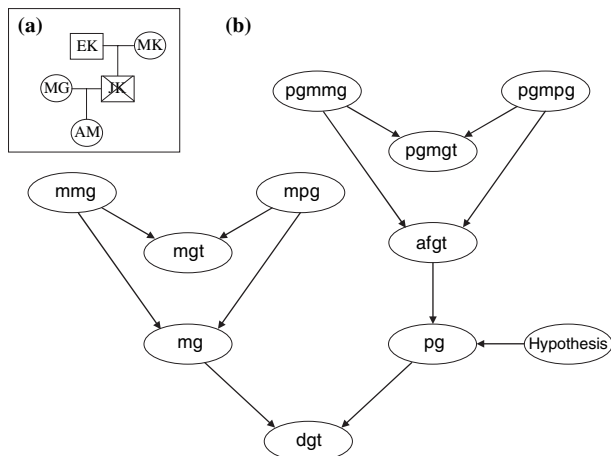 (a)
EK
MK
MG
JK
AM
(b)
pgmmg
pgmpg
pgmgt
mmg
mpg
mgt
afgt
mg
pg
Hypothesis
dgt